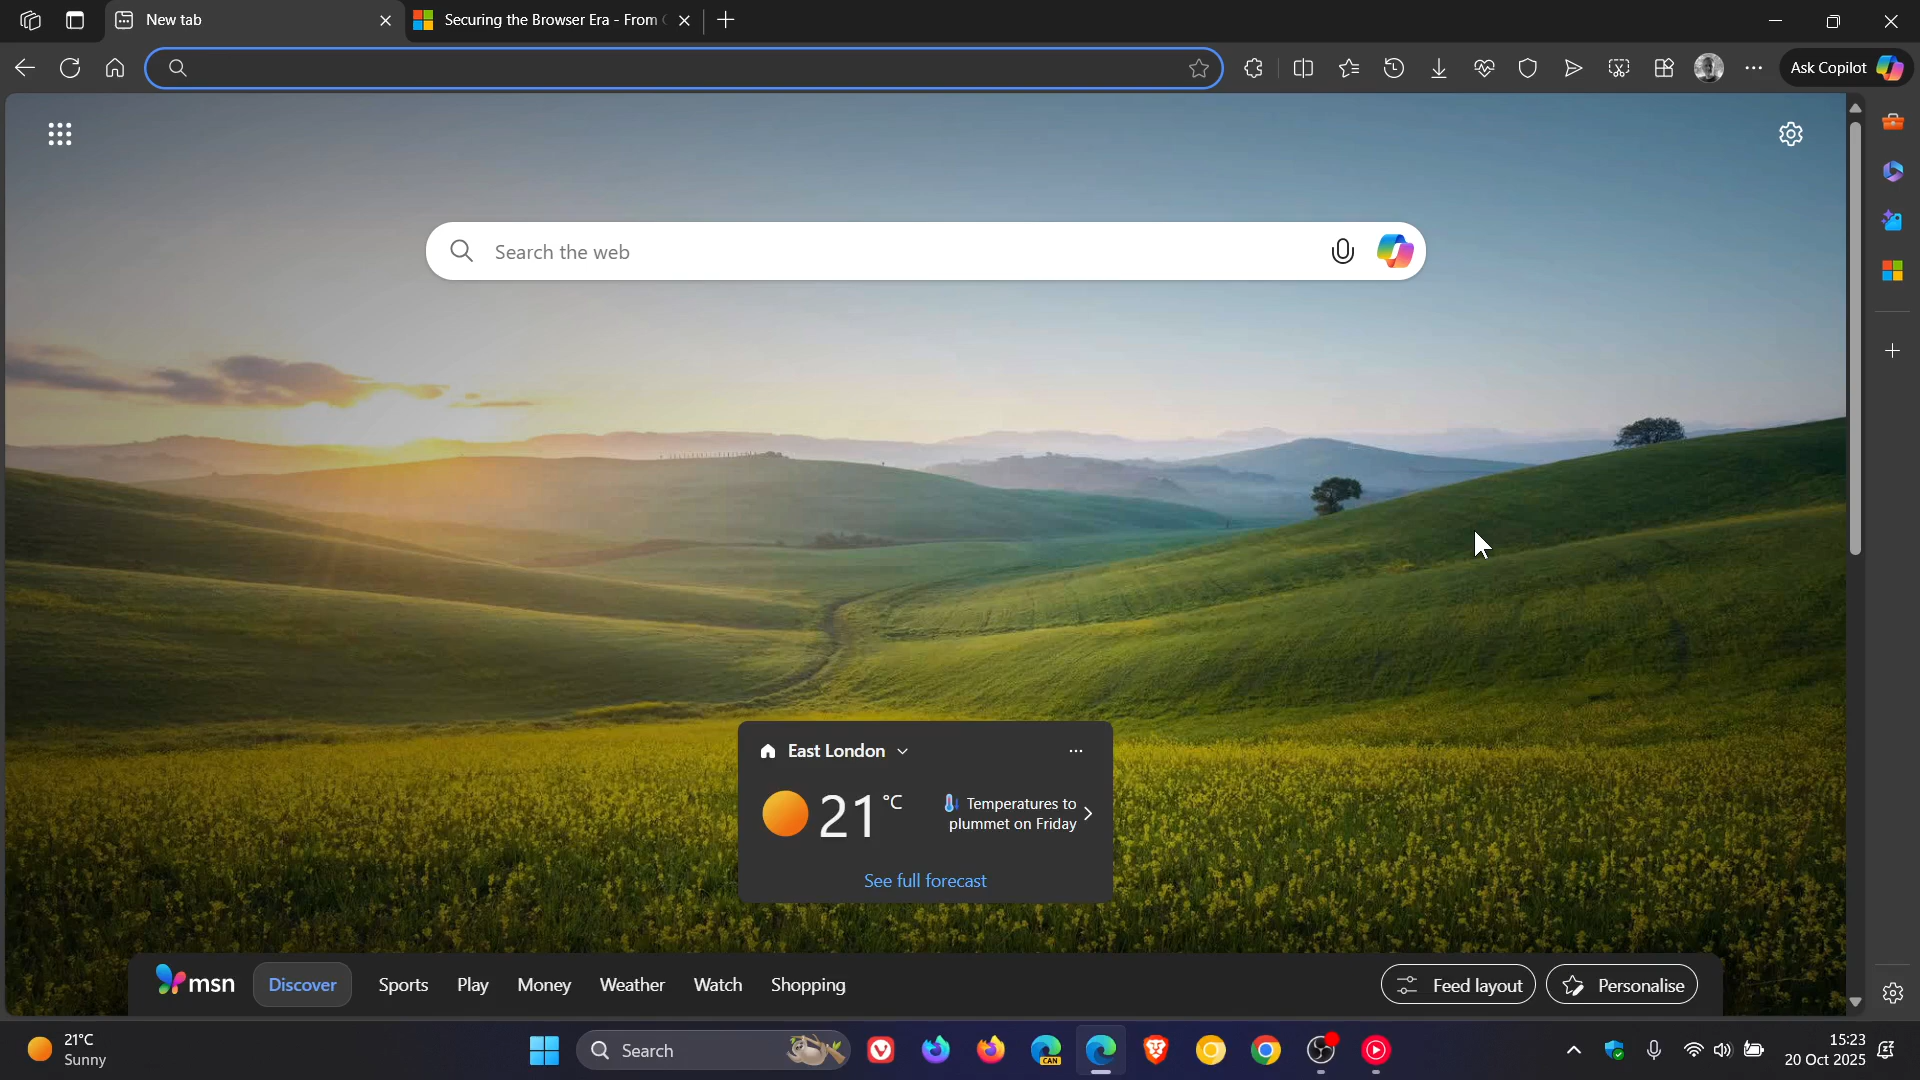 New tab
Securing the Browser Era - From
Ask Copilot
Search the web
East London
21 °C
Temperatures to
plummet on Friday
See full forecast
msn
Discover
Sports
Play
Money
Weather
Watch
Shopping
Feed layout
Personalise
21°C
Sunny
Search
CAN
15:23
20 Oct 2025